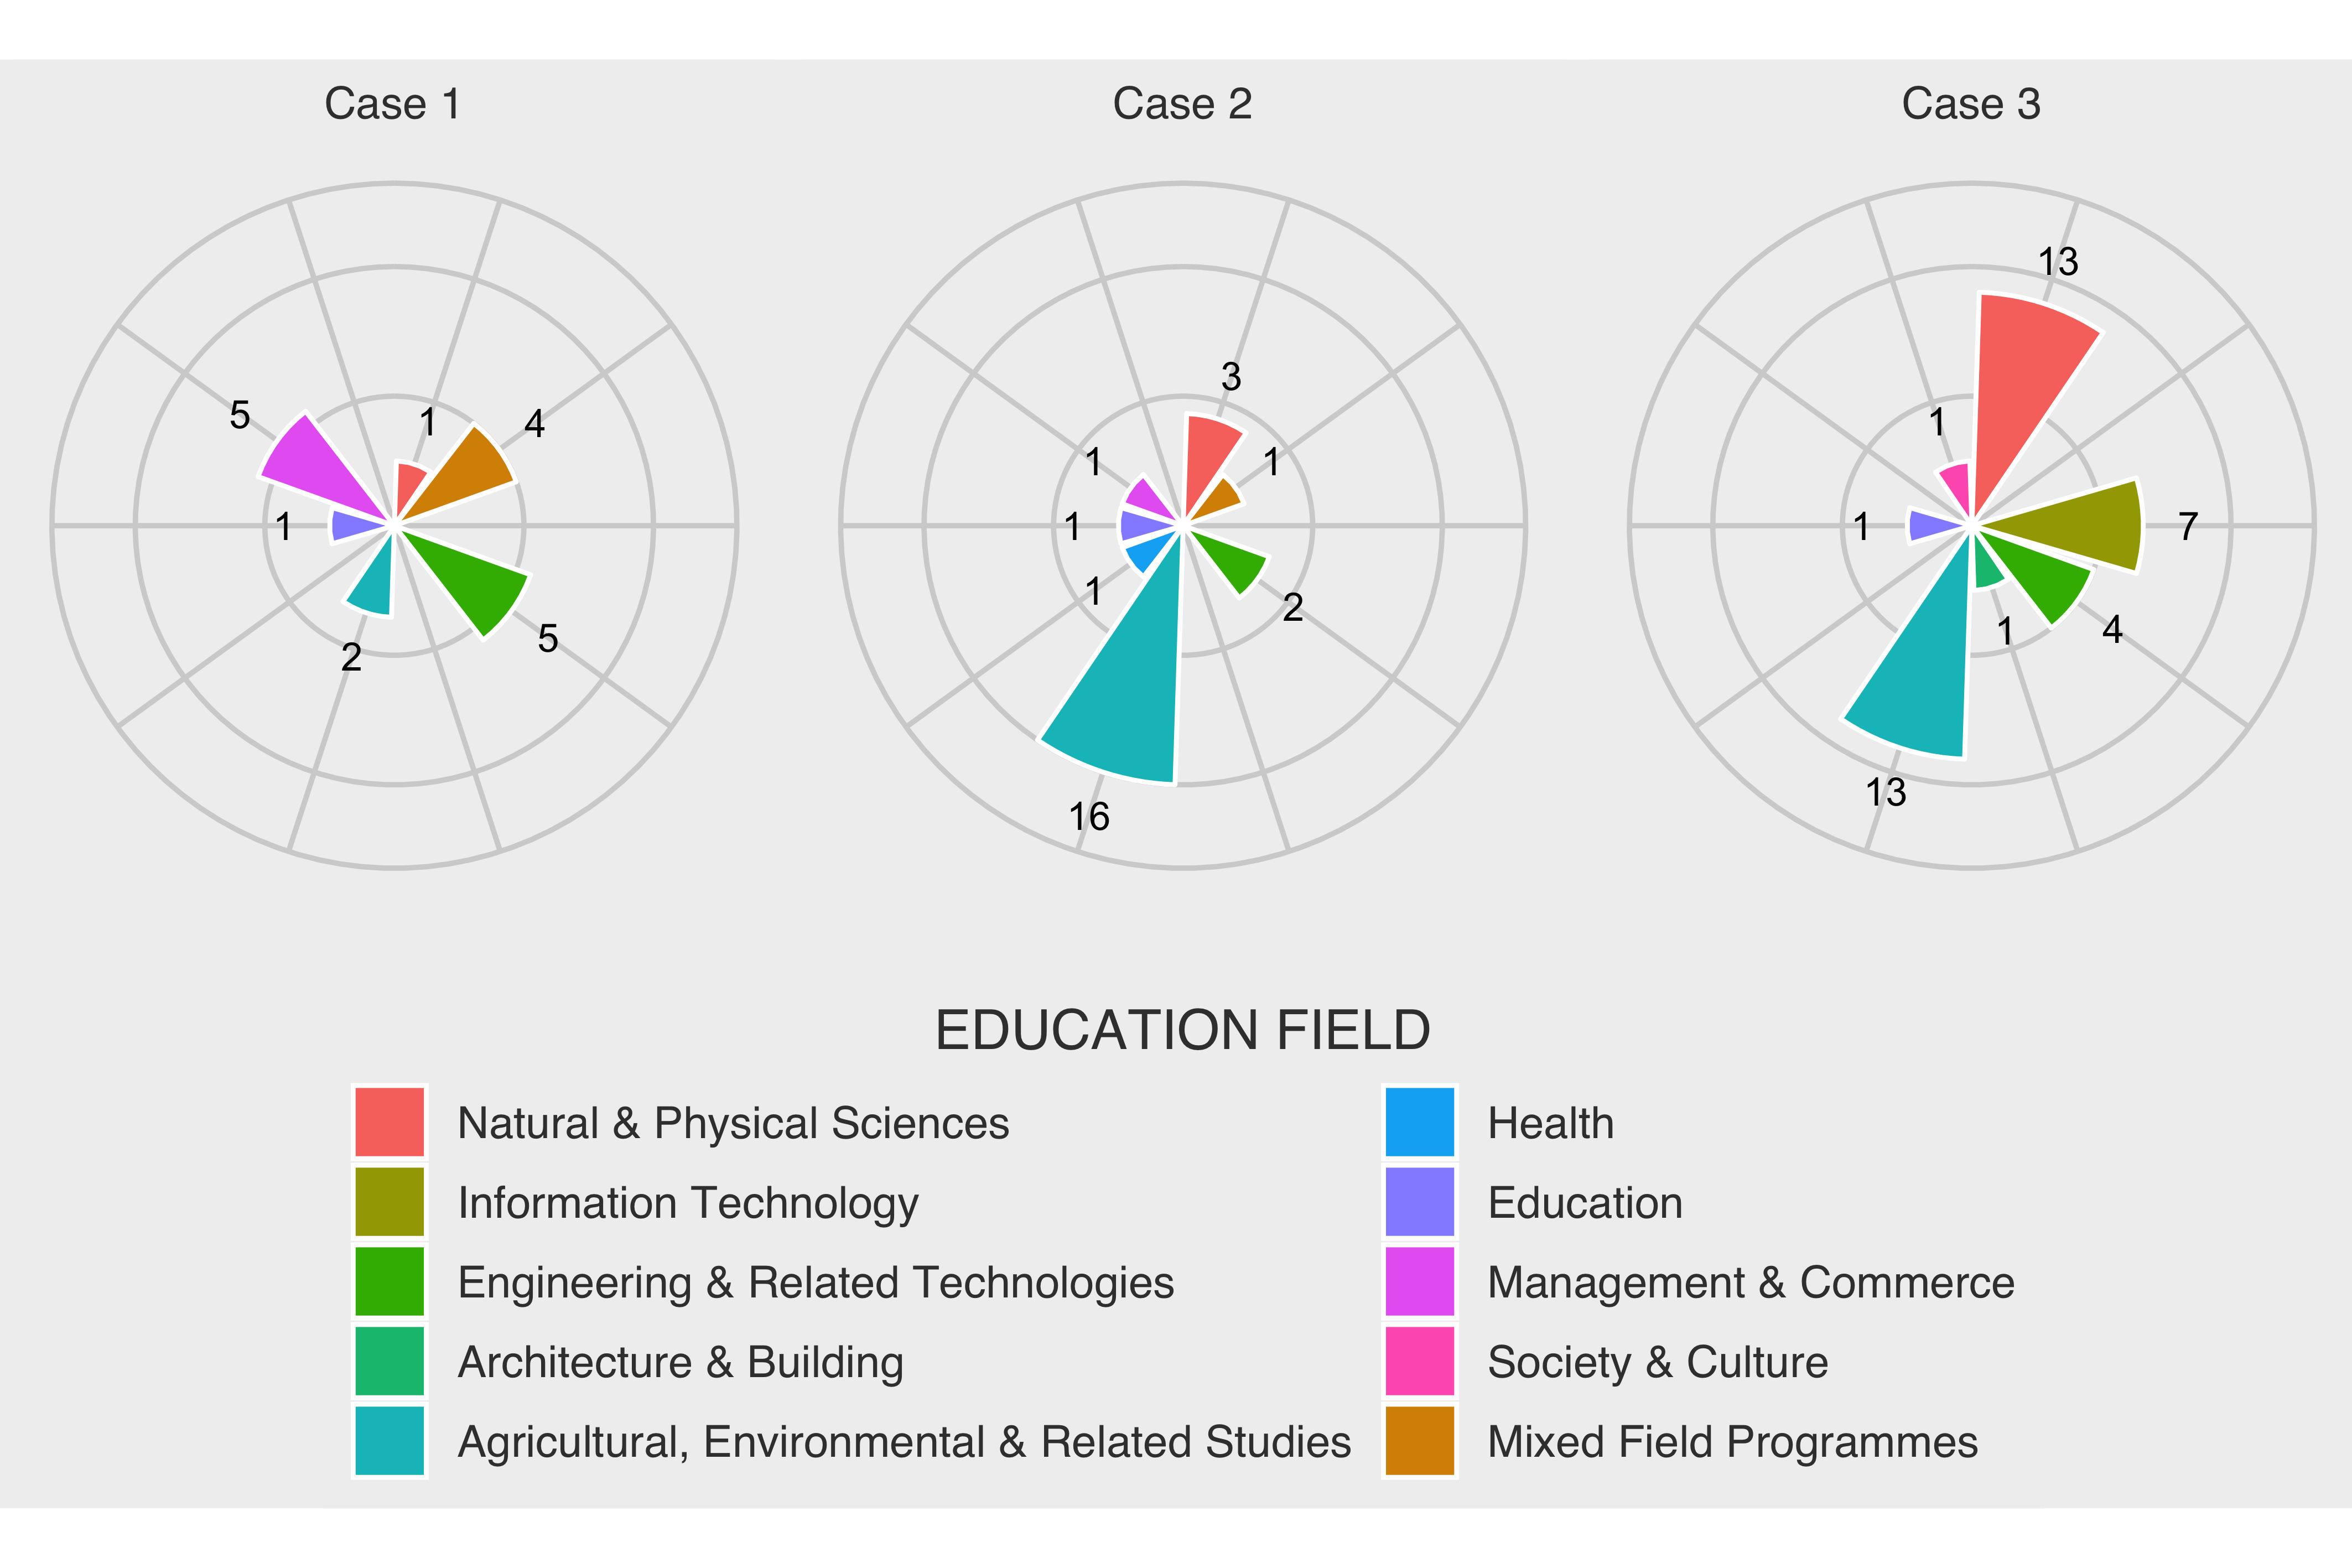 Case 1
Case 2
Case 3
5
1
4
1
2
5
3
1
1
1
1
2
16
13
1
1
7
1
4
13
EDUCATION FIELD
Natural & Physical Sciences
Information Technology
Engineering & Related Technologies
Architecture & Building
Agricultural, Environmental & Related Studies
Health
Education
Management & Commerce
Society & Culture
Mixed Field Programmes